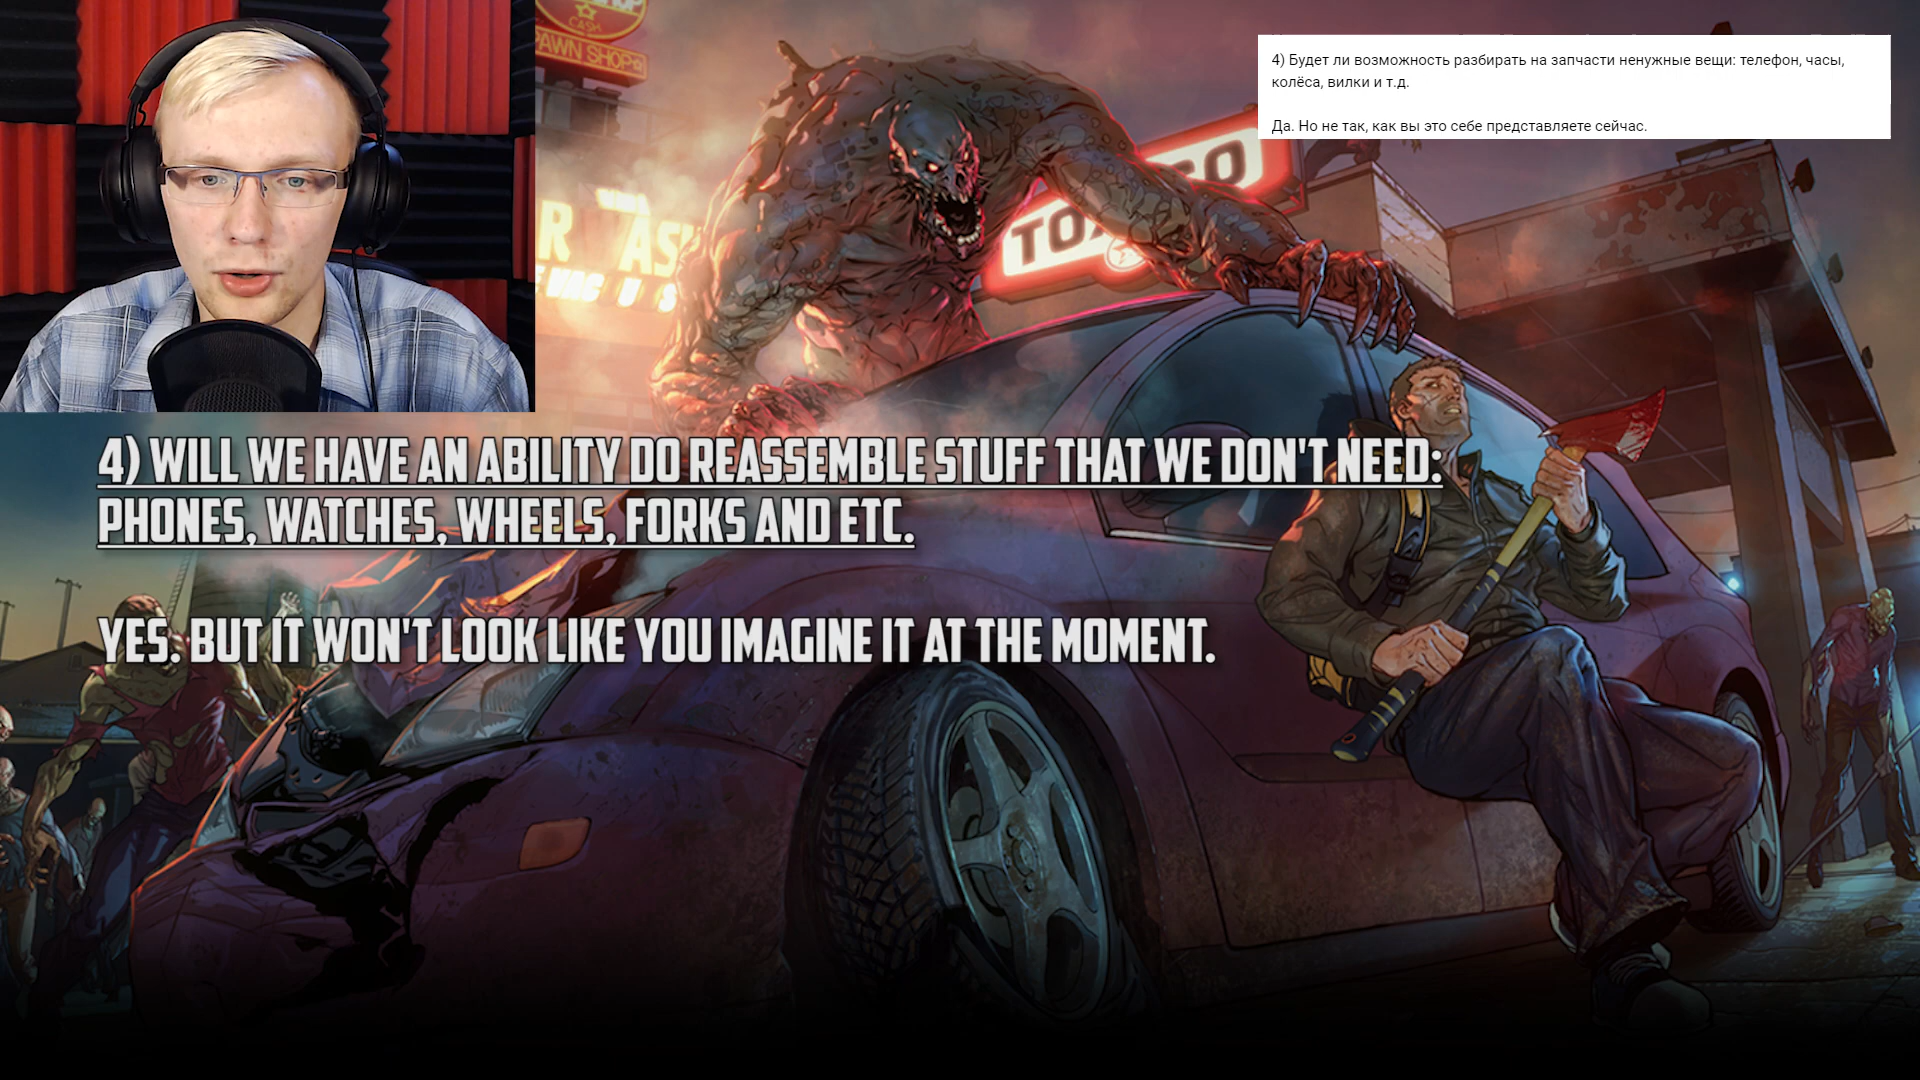 CASH
PAWN SHOP
4) Будет ли возможность разбирать на запчасти ненужные вещи: телефон, часы,
колёса, вилки и т.д.
Да. Но не так, как вы это себе представляете сейчас.
4) WILL WE HAVE AN ABILITY DO REASSEMBLE STUFF THAT WE DON'T NEED:
PHONES, WATCHES, WHEELS, FORKS AND ETC.
YES. BUT IT WON'T LOOK LIKE YOU IMAGINE IT AT THE MOMENT.